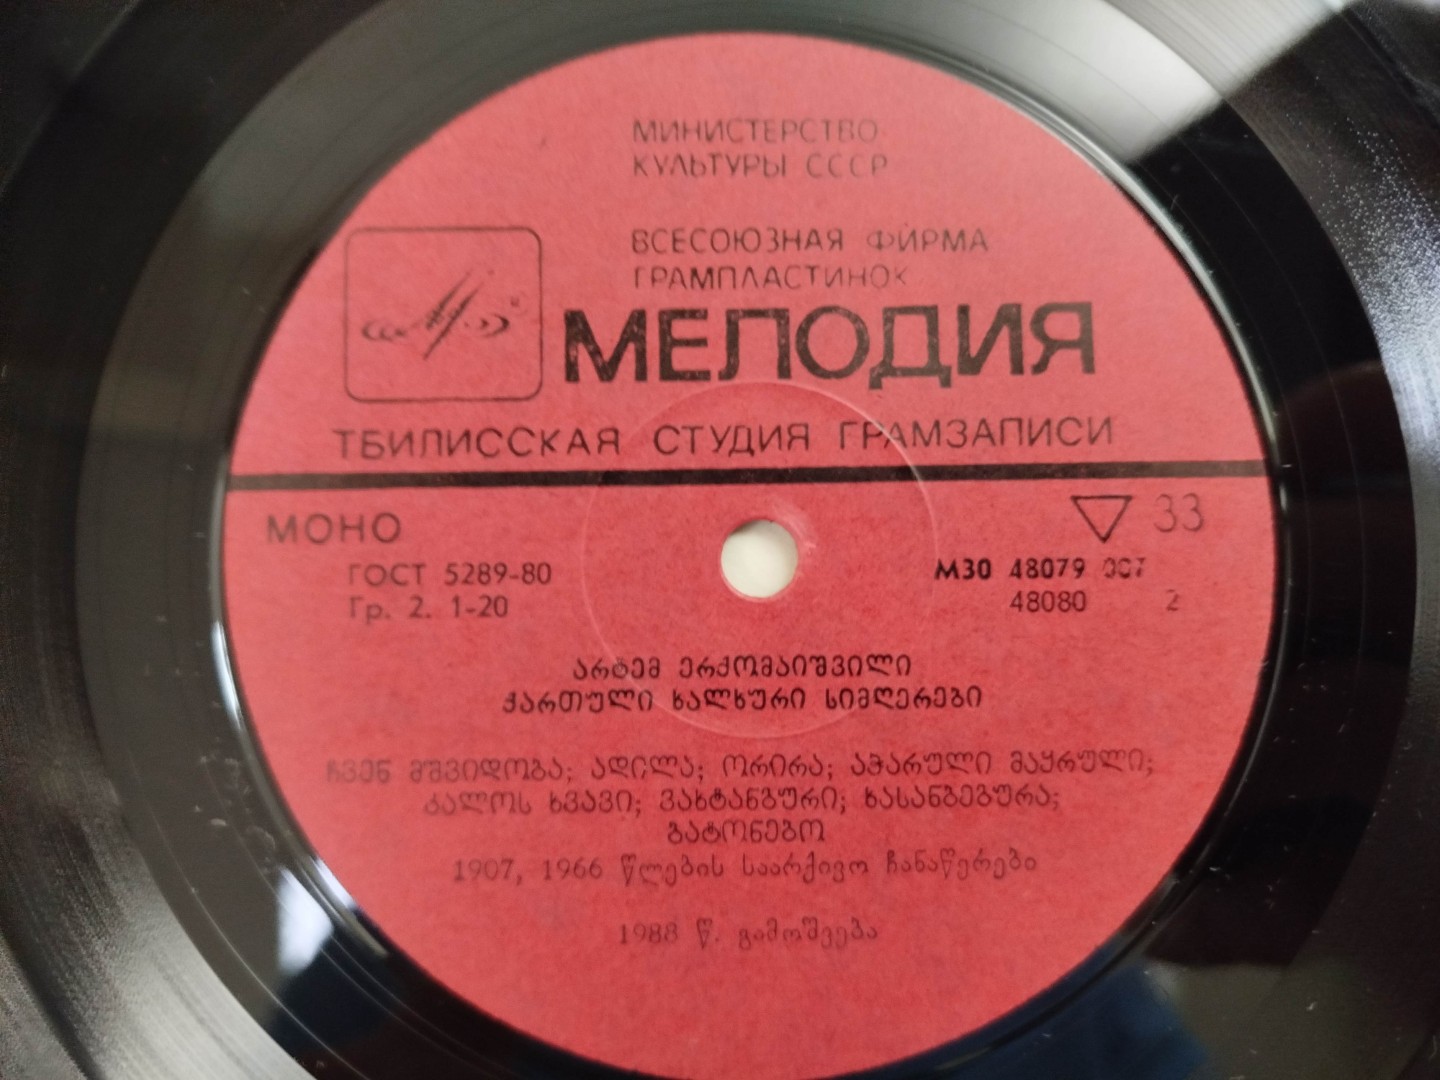 МИНИСТЕРСТВО
КУЛЬТУРЫ СССР
ВСЕСОЮЗНАЯ ФИРМА
ГРАМПЛАСТИНОК
МЕЛОДИЯ
ТБИЛИССКАЯ СТУДИЯ ГРАМЗАПИСИ
МОНО
33
ГОСТ 5289-80
М30 48079 007
Гр. 2. 1-20
48080 2
არტემ ერქომაიშვილი
ქართული ხალხური სიმღერები
ჩვენ მშვიდობა; ადილა; ორირა; აჭარული მაყრული;
კალოს ხვავი; ვახტანგური; ხასანბეგურა;
ბატონებო
1907, 1966 წლების საარქივო ჩანაწერები
1988 წ. გამოშვება